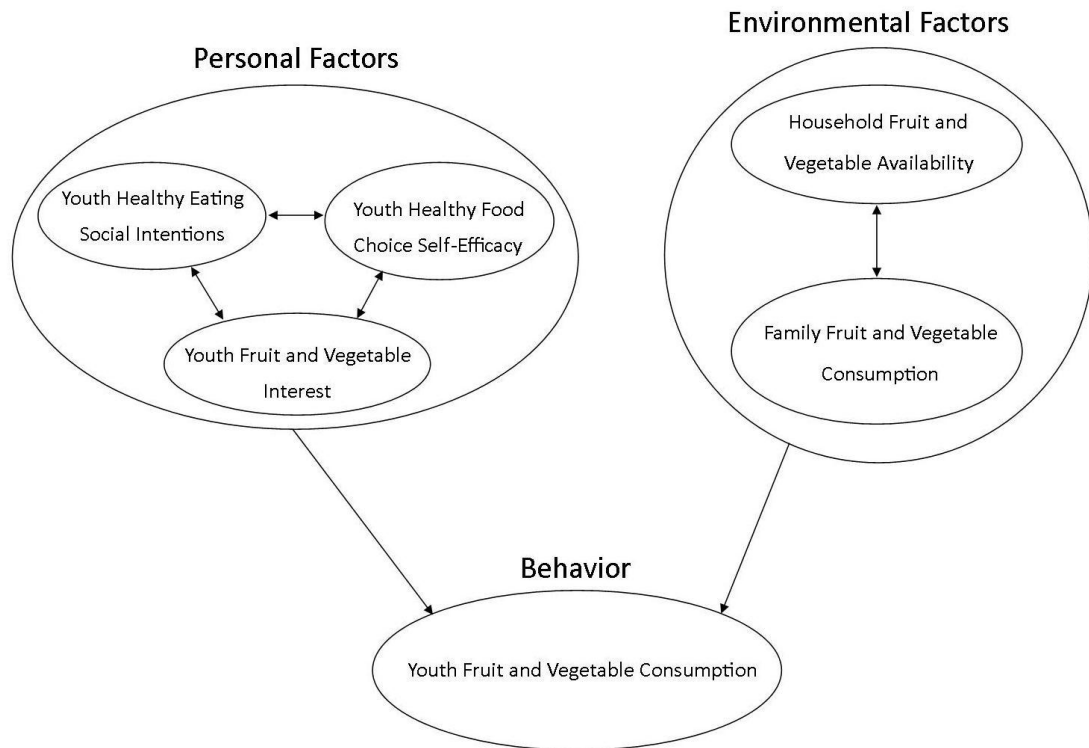 Personal Factors
Youth Healthy Eating
Social Intentions
Youth Healthy Food
Choice Self-Efficacy
Youth Fruit and Vegetable
Interest
Environmental Factors
Household Fruit and
Vegetable Availability
Family Fruit and Vegetable
Consumption
Behavior
Youth Fruit and Vegetable Consumption